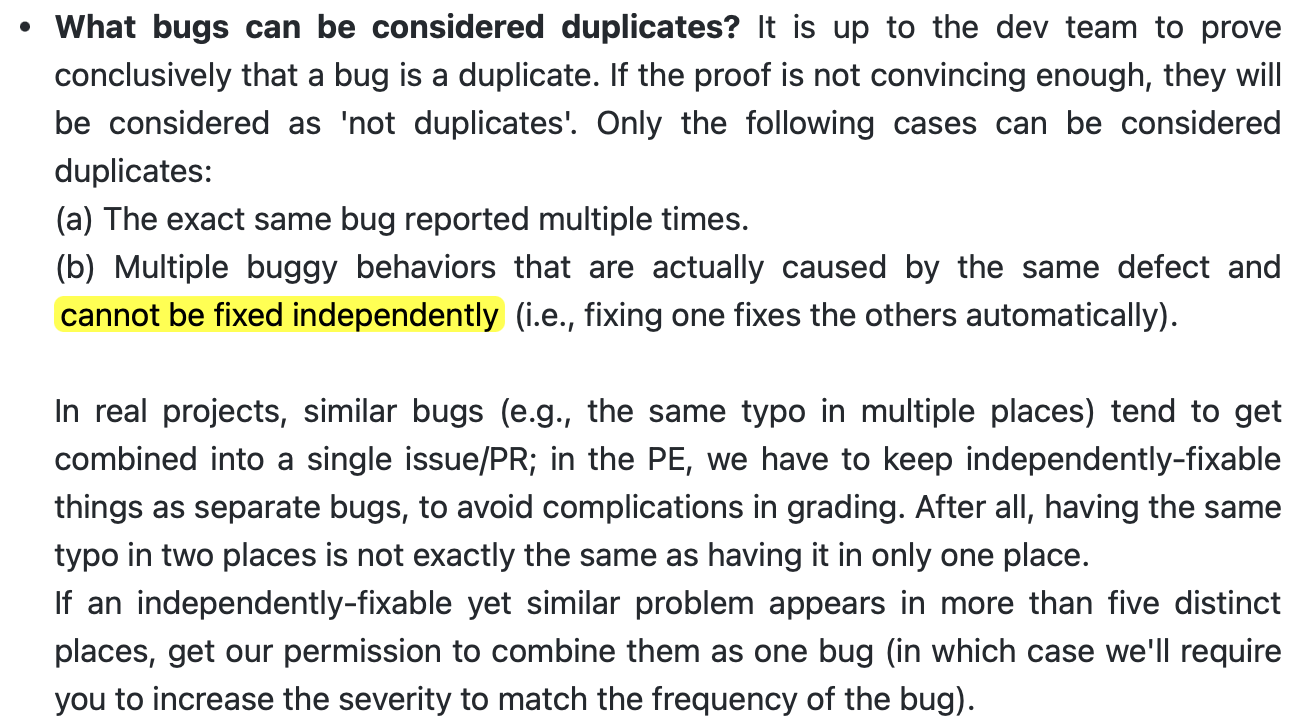 • What bugs can be considered duplicates? It is up to the dev team to prove
conclusively that a bug is a duplicate. If the proof is not convincing enough, they will
be considered as 'not duplicates'. Only the following cases can be considered
duplicates:
(a) The exact same bug reported multiple times.
(b) Multiple buggy behaviors that are actually caused by the same defect and
cannot be fixed independently (i.e., fixing one fixes the others automatically).
In real projects, similar bugs (e.g., the same typo in multiple places) tend to get
combined into a single issue/PR; in the PE, we have to keep independently-fixable
things as separate bugs, to avoid complications in grading. After all, having the same
typo in two places is not exactly the same as having it in only one place.
If an independently-fixable yet similar problem appears in more than five distinct
places, get our permission to combine them as one bug (in which case we'll require
you to increase the severity to match the frequency of the bug).